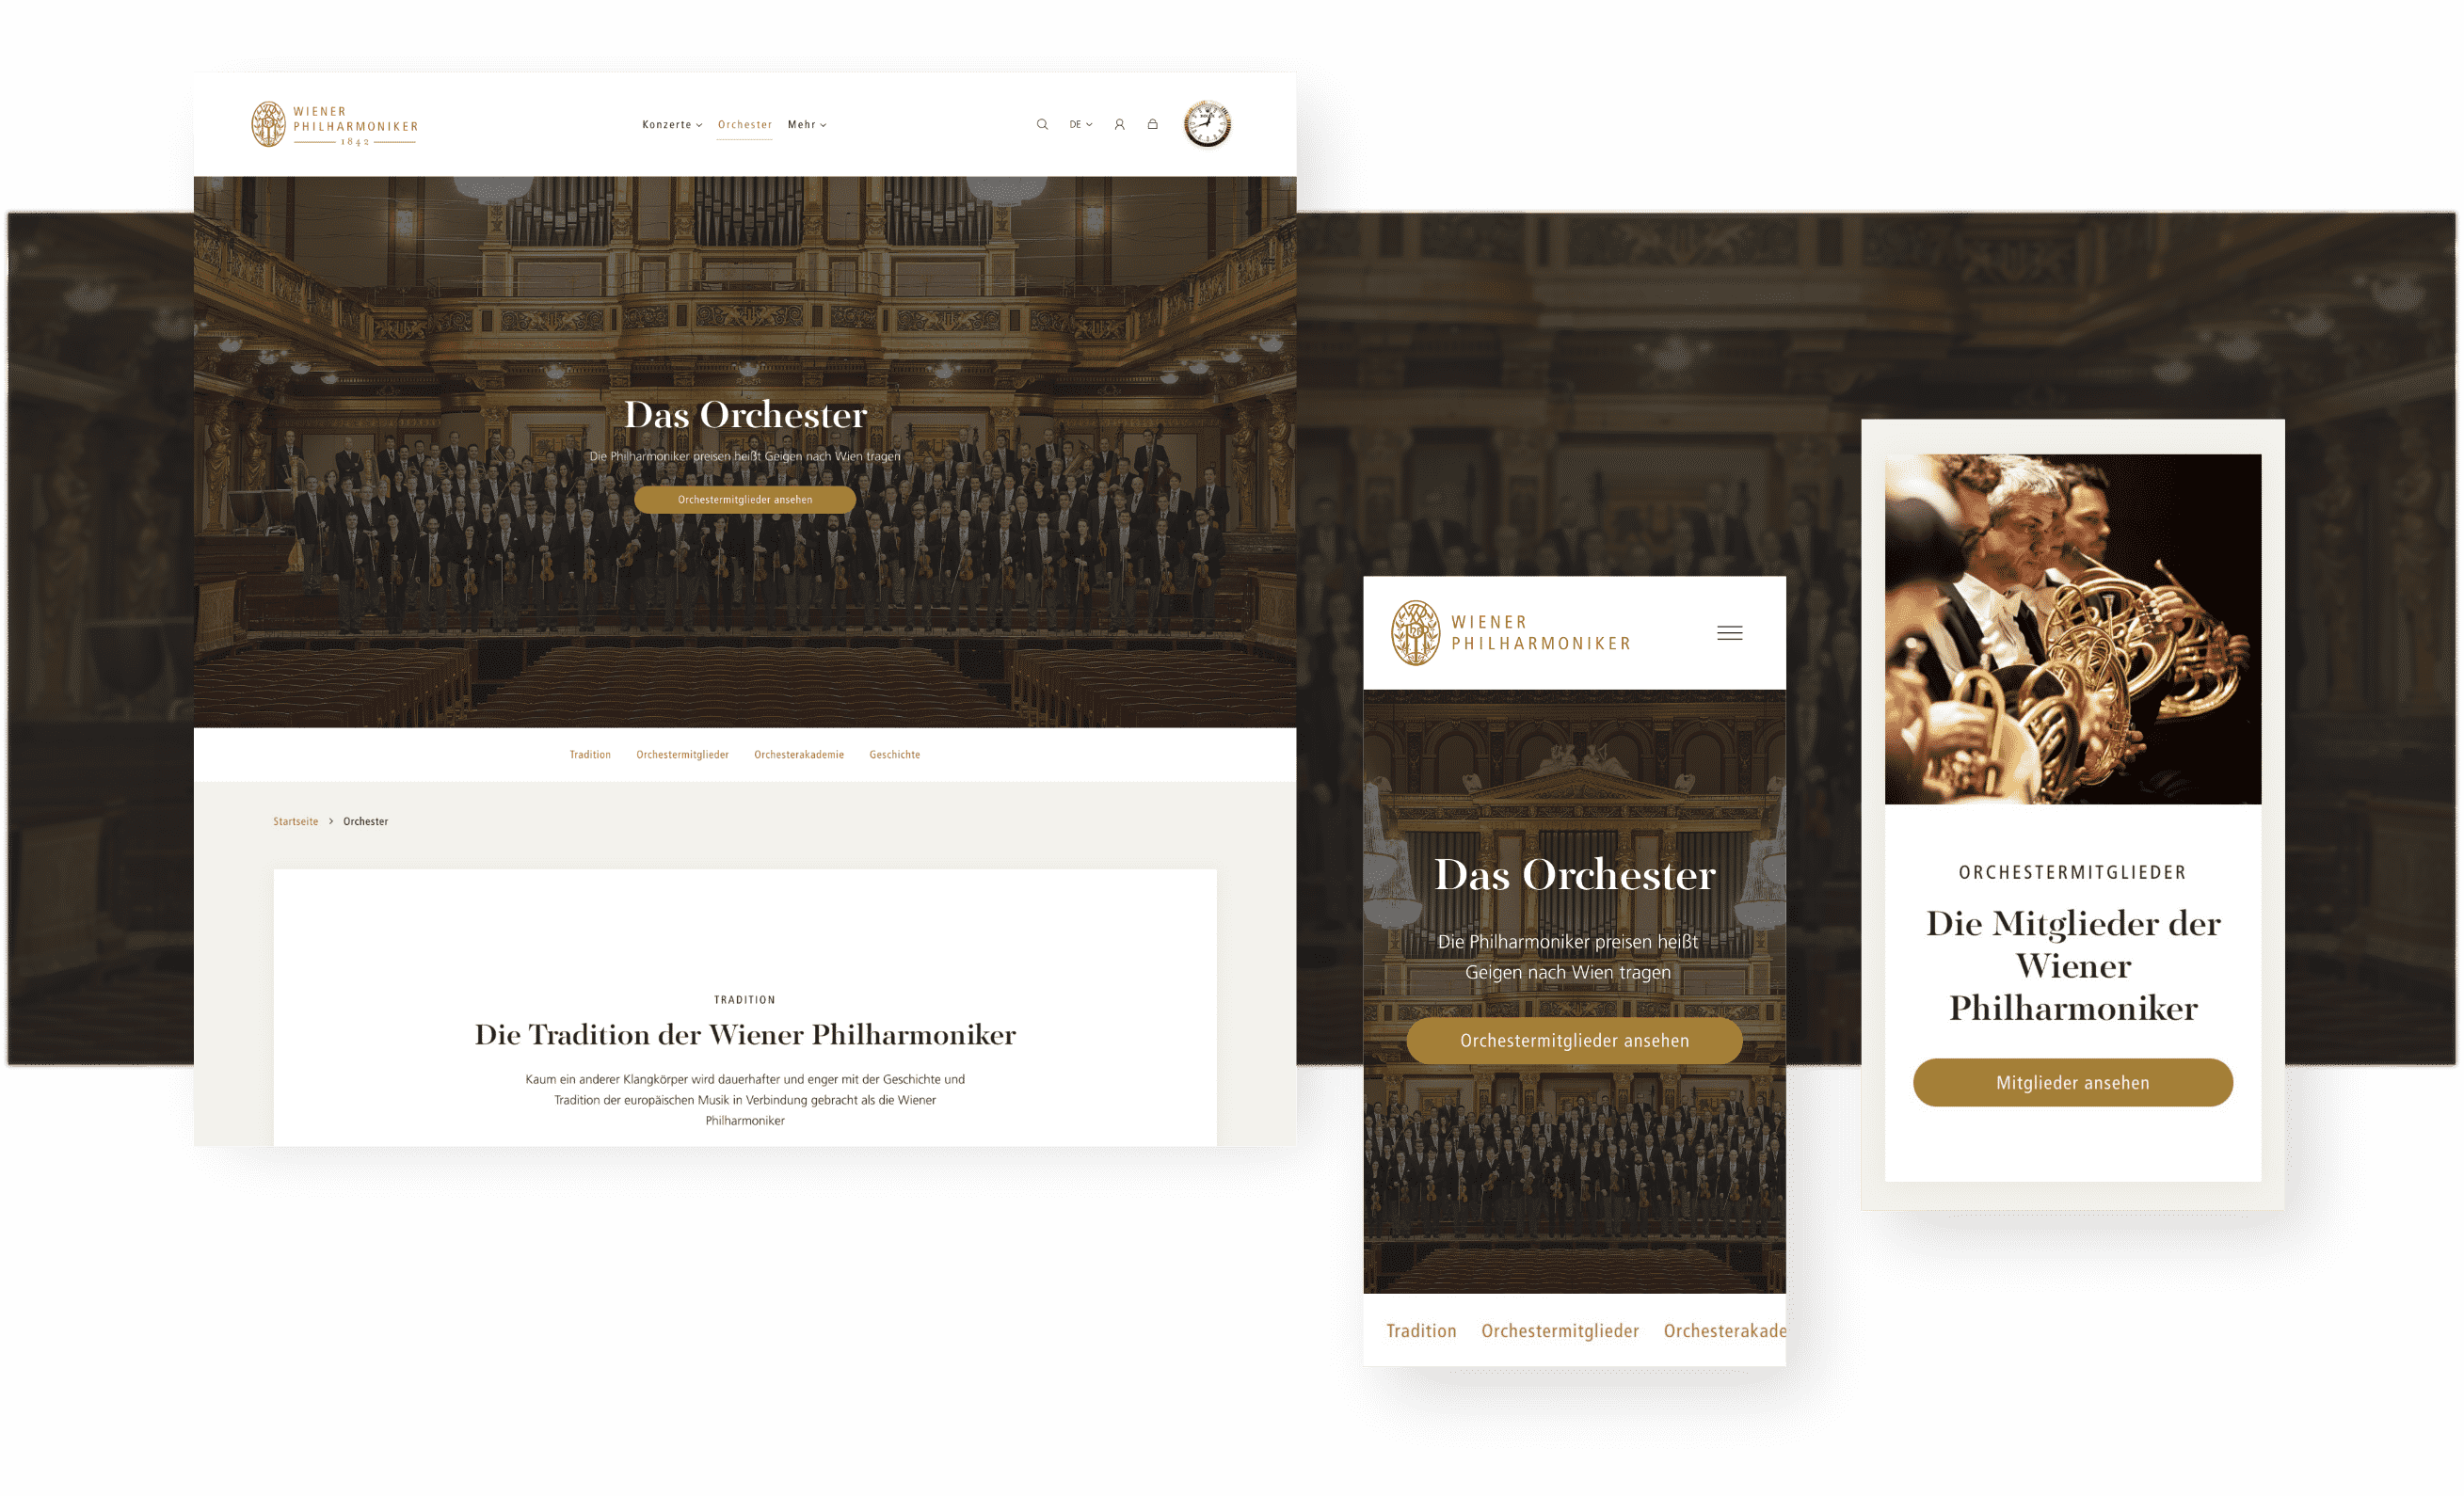 WIENER
PHILHARMONIKER
1842
Konzerte
Orchester
Mehr
DE
Das Orchester
Die Philharmoniker preisen heißt Geigen nach Wien tragen
Orchestermitglieder ansehen
Tradition
Orchestermitglieder
Orchesterakademie
Geschichte
Startseite > Orchester
TRADITION
Die Tradition der Wiener Philharmoniker
Kaum ein anderer Klangkörper wird dauerhafter und enger mit der Geschichte und
Tradition der europäischen Musik in Verbindung gebracht als die Wiener
Philharmoniker
WIENER
PHILHARMONIKER
Das Orchester
Die Philharmoniker preisen heißt
Geigen nach Wien tragen
Orchestermitglieder ansehen
Tradition
Orchestermitglieder
Orchesterakade
ORCHESTERMITGLIEDER
Die Mitglieder der
Wiener
Philharmoniker
Mitglieder ansehen